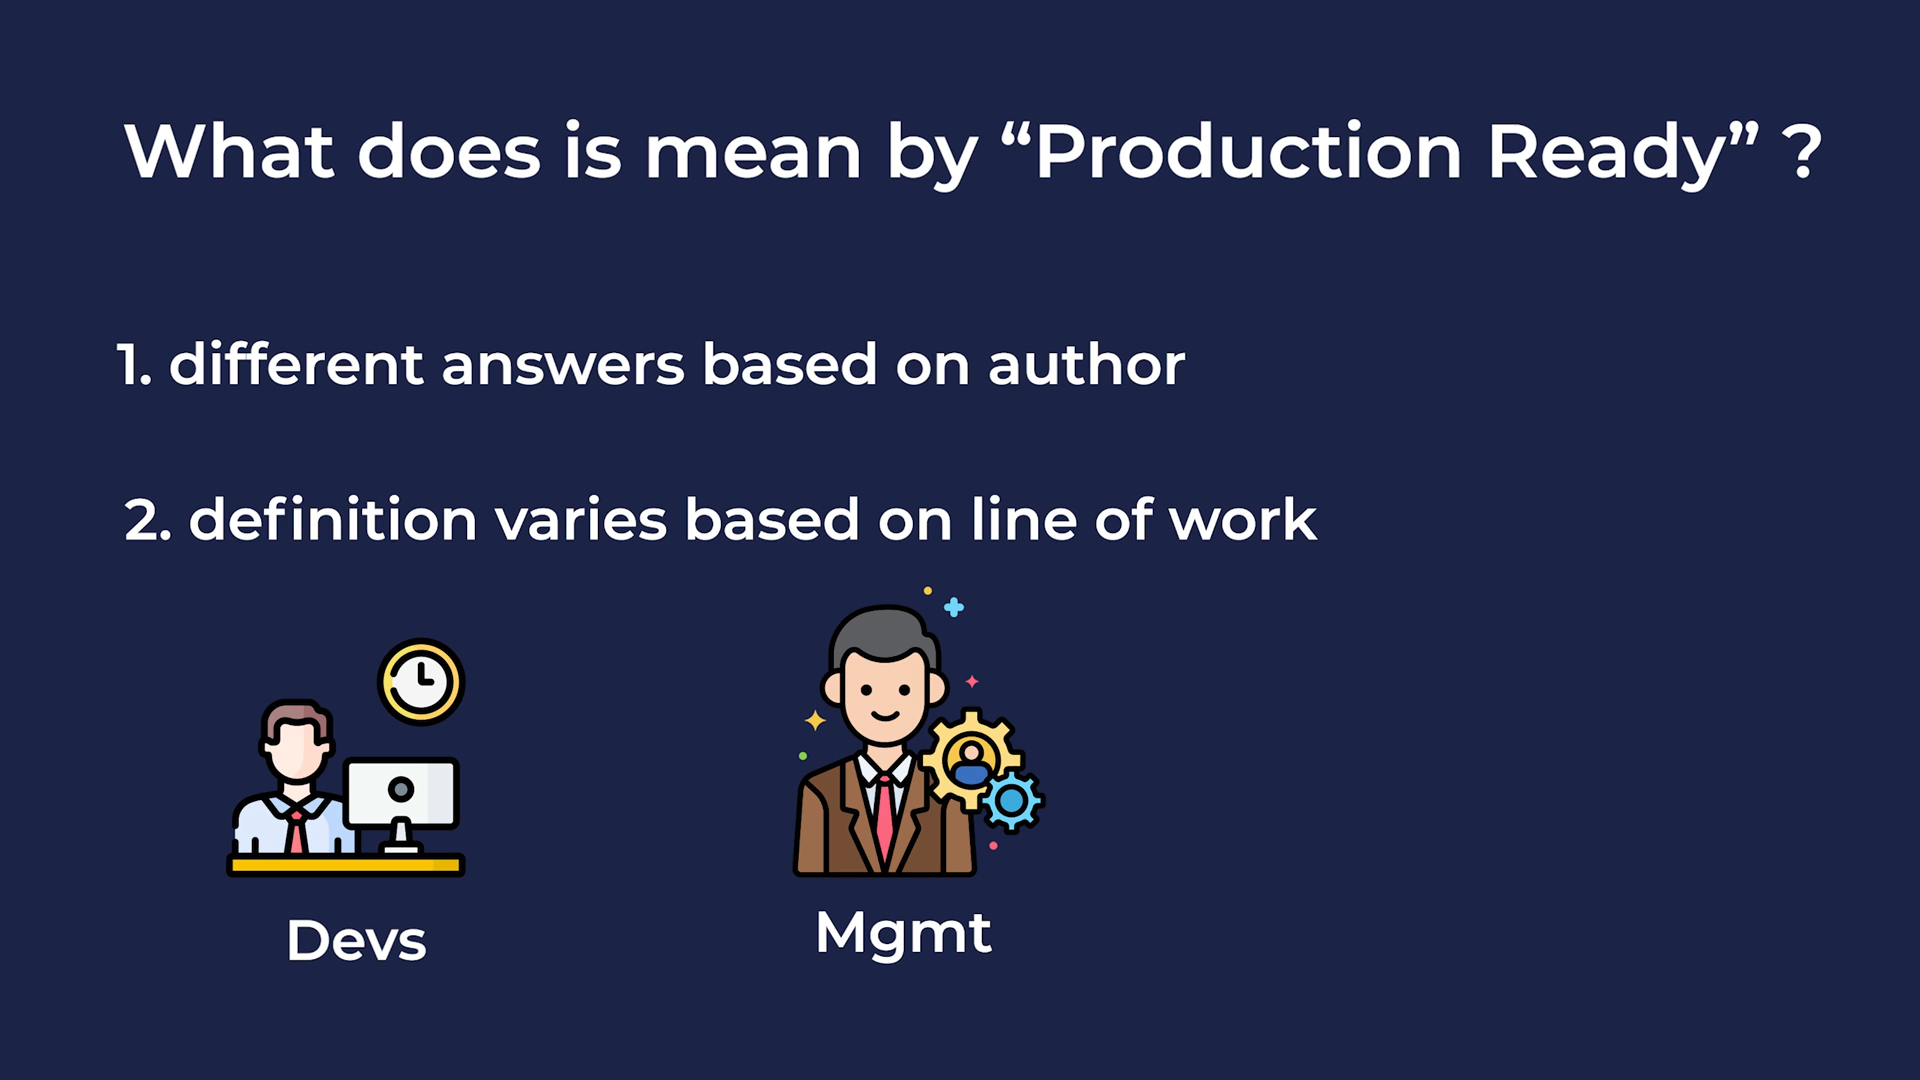 What does is mean by “Production Ready” ?
1. different answers based on author
2. definition varies based on line of work
Devs
Mgmt